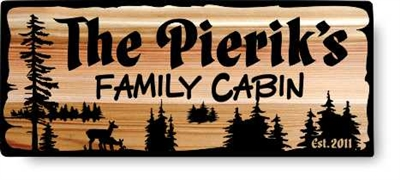 The Pierik's
FAMILY CABIN
Est. 2011